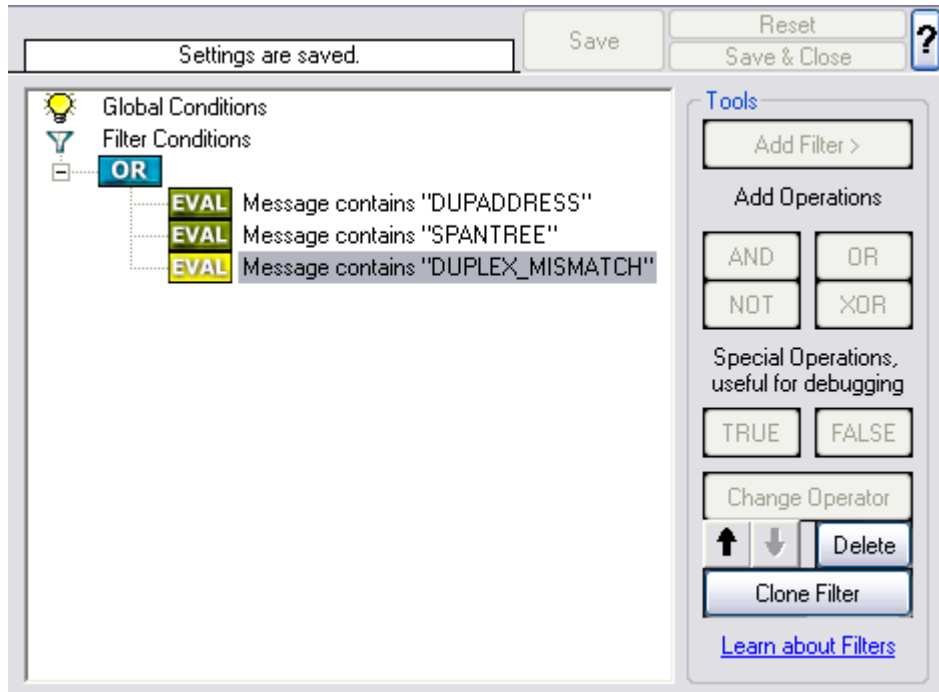 Settings are saved.
Save
Reset
Save & Close
?
Global Conditions
Filter Conditions
OR
EVAL Message contains "DUPADDRESS"
EVAL Message contains "SPANTREE"
EVAL Message contains "DUPLEX_MISMATCH"
Tools
Add Filter >
Add Operations
AND
OR
NOT
XOR
Special Operations,
useful for debugging
TRUE
FALSE
Change Operator
Delete
Clone Filter
Learn about Filters